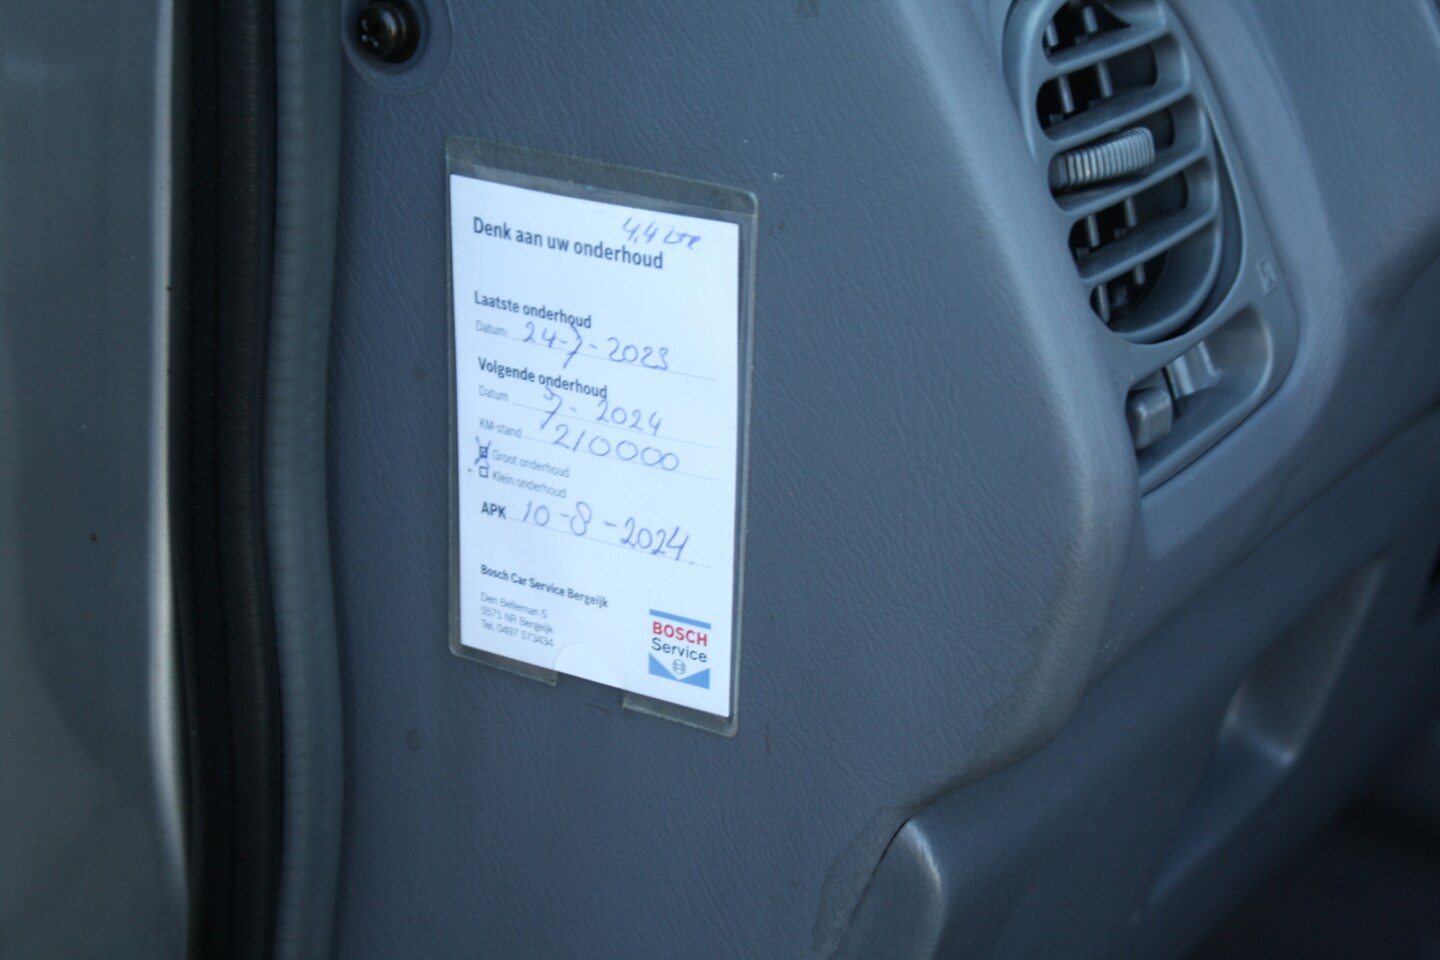 4,4 Ltr
Denk aan uw onderhoud
Laatste onderhoud
Datum: 24-7-2023
Volgende onderhoud
Datum 7- 2024
KM-stand 210000
Groot onderhoud
Klein onderhoud
APK 10-8-2024.
Bosch Car Service Bergeijk
Den Belleman 5
5571 NR Bergeijk
Tel. 0497 573434
BOSCH
Service